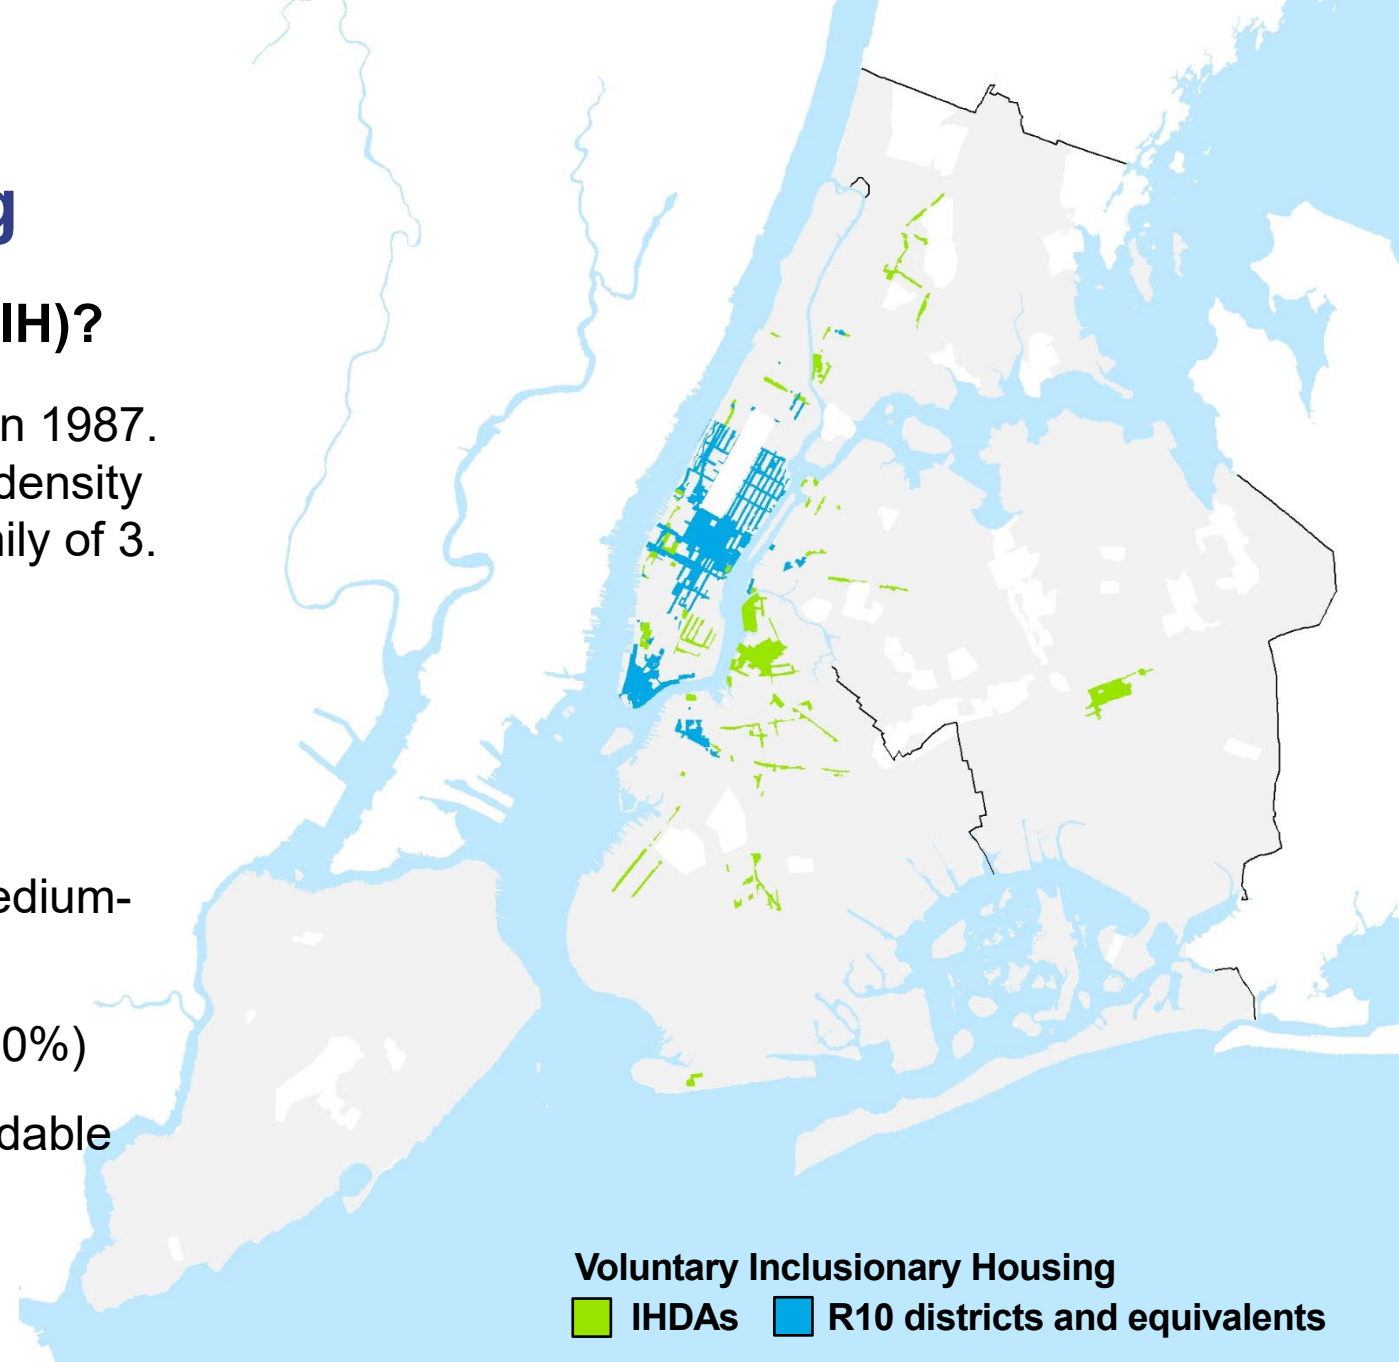 g
IH)?
n 1987.
density
ily of 3.
edium-
0%)
dable
Voluntary Inclusionary Housing
IHDAs R10 districts and equivalents